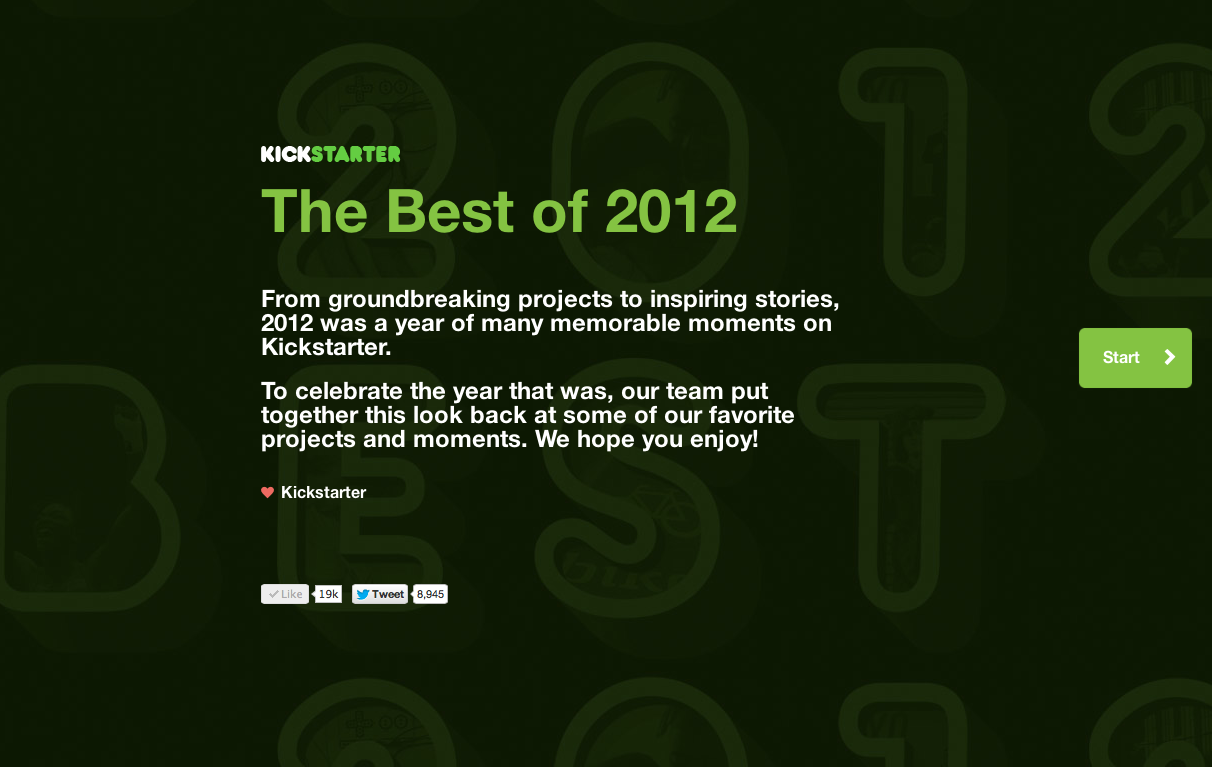 KICKSTARTER
The Best of 2012
From groundbreaking projects to inspiring stories,
2012 was a year of many memorable moments on
Kickstarter.
Start
To celebrate the year that was, our team put
together this look back at some of our favorite
projects and moments. We hope you enjoy!
Kickstarter
Like 19k Tweet 8,945
2012
BEST